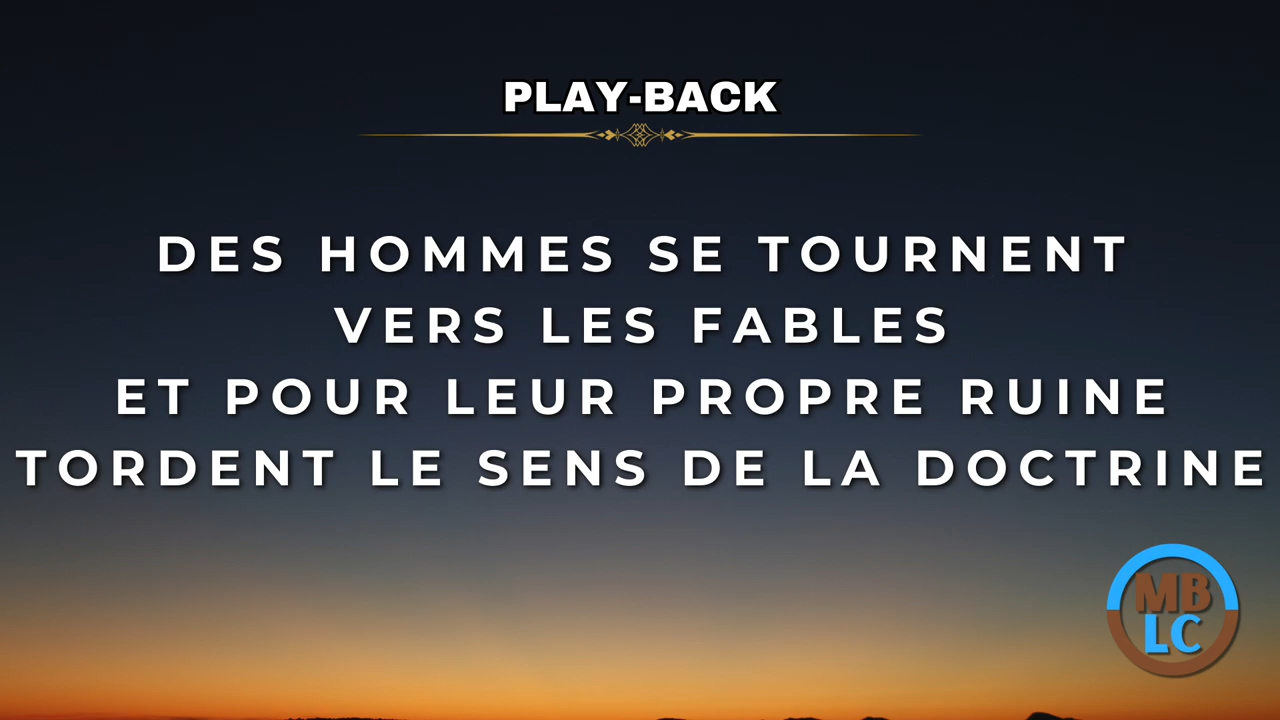 PLAY-BACK
DES HOMMES SE TOURNENT
VERS LES FABLES
ET POUR LEUR PROPRE RUINE
TORDENT LE SENS DE LA DOCTRINE
MB
LC